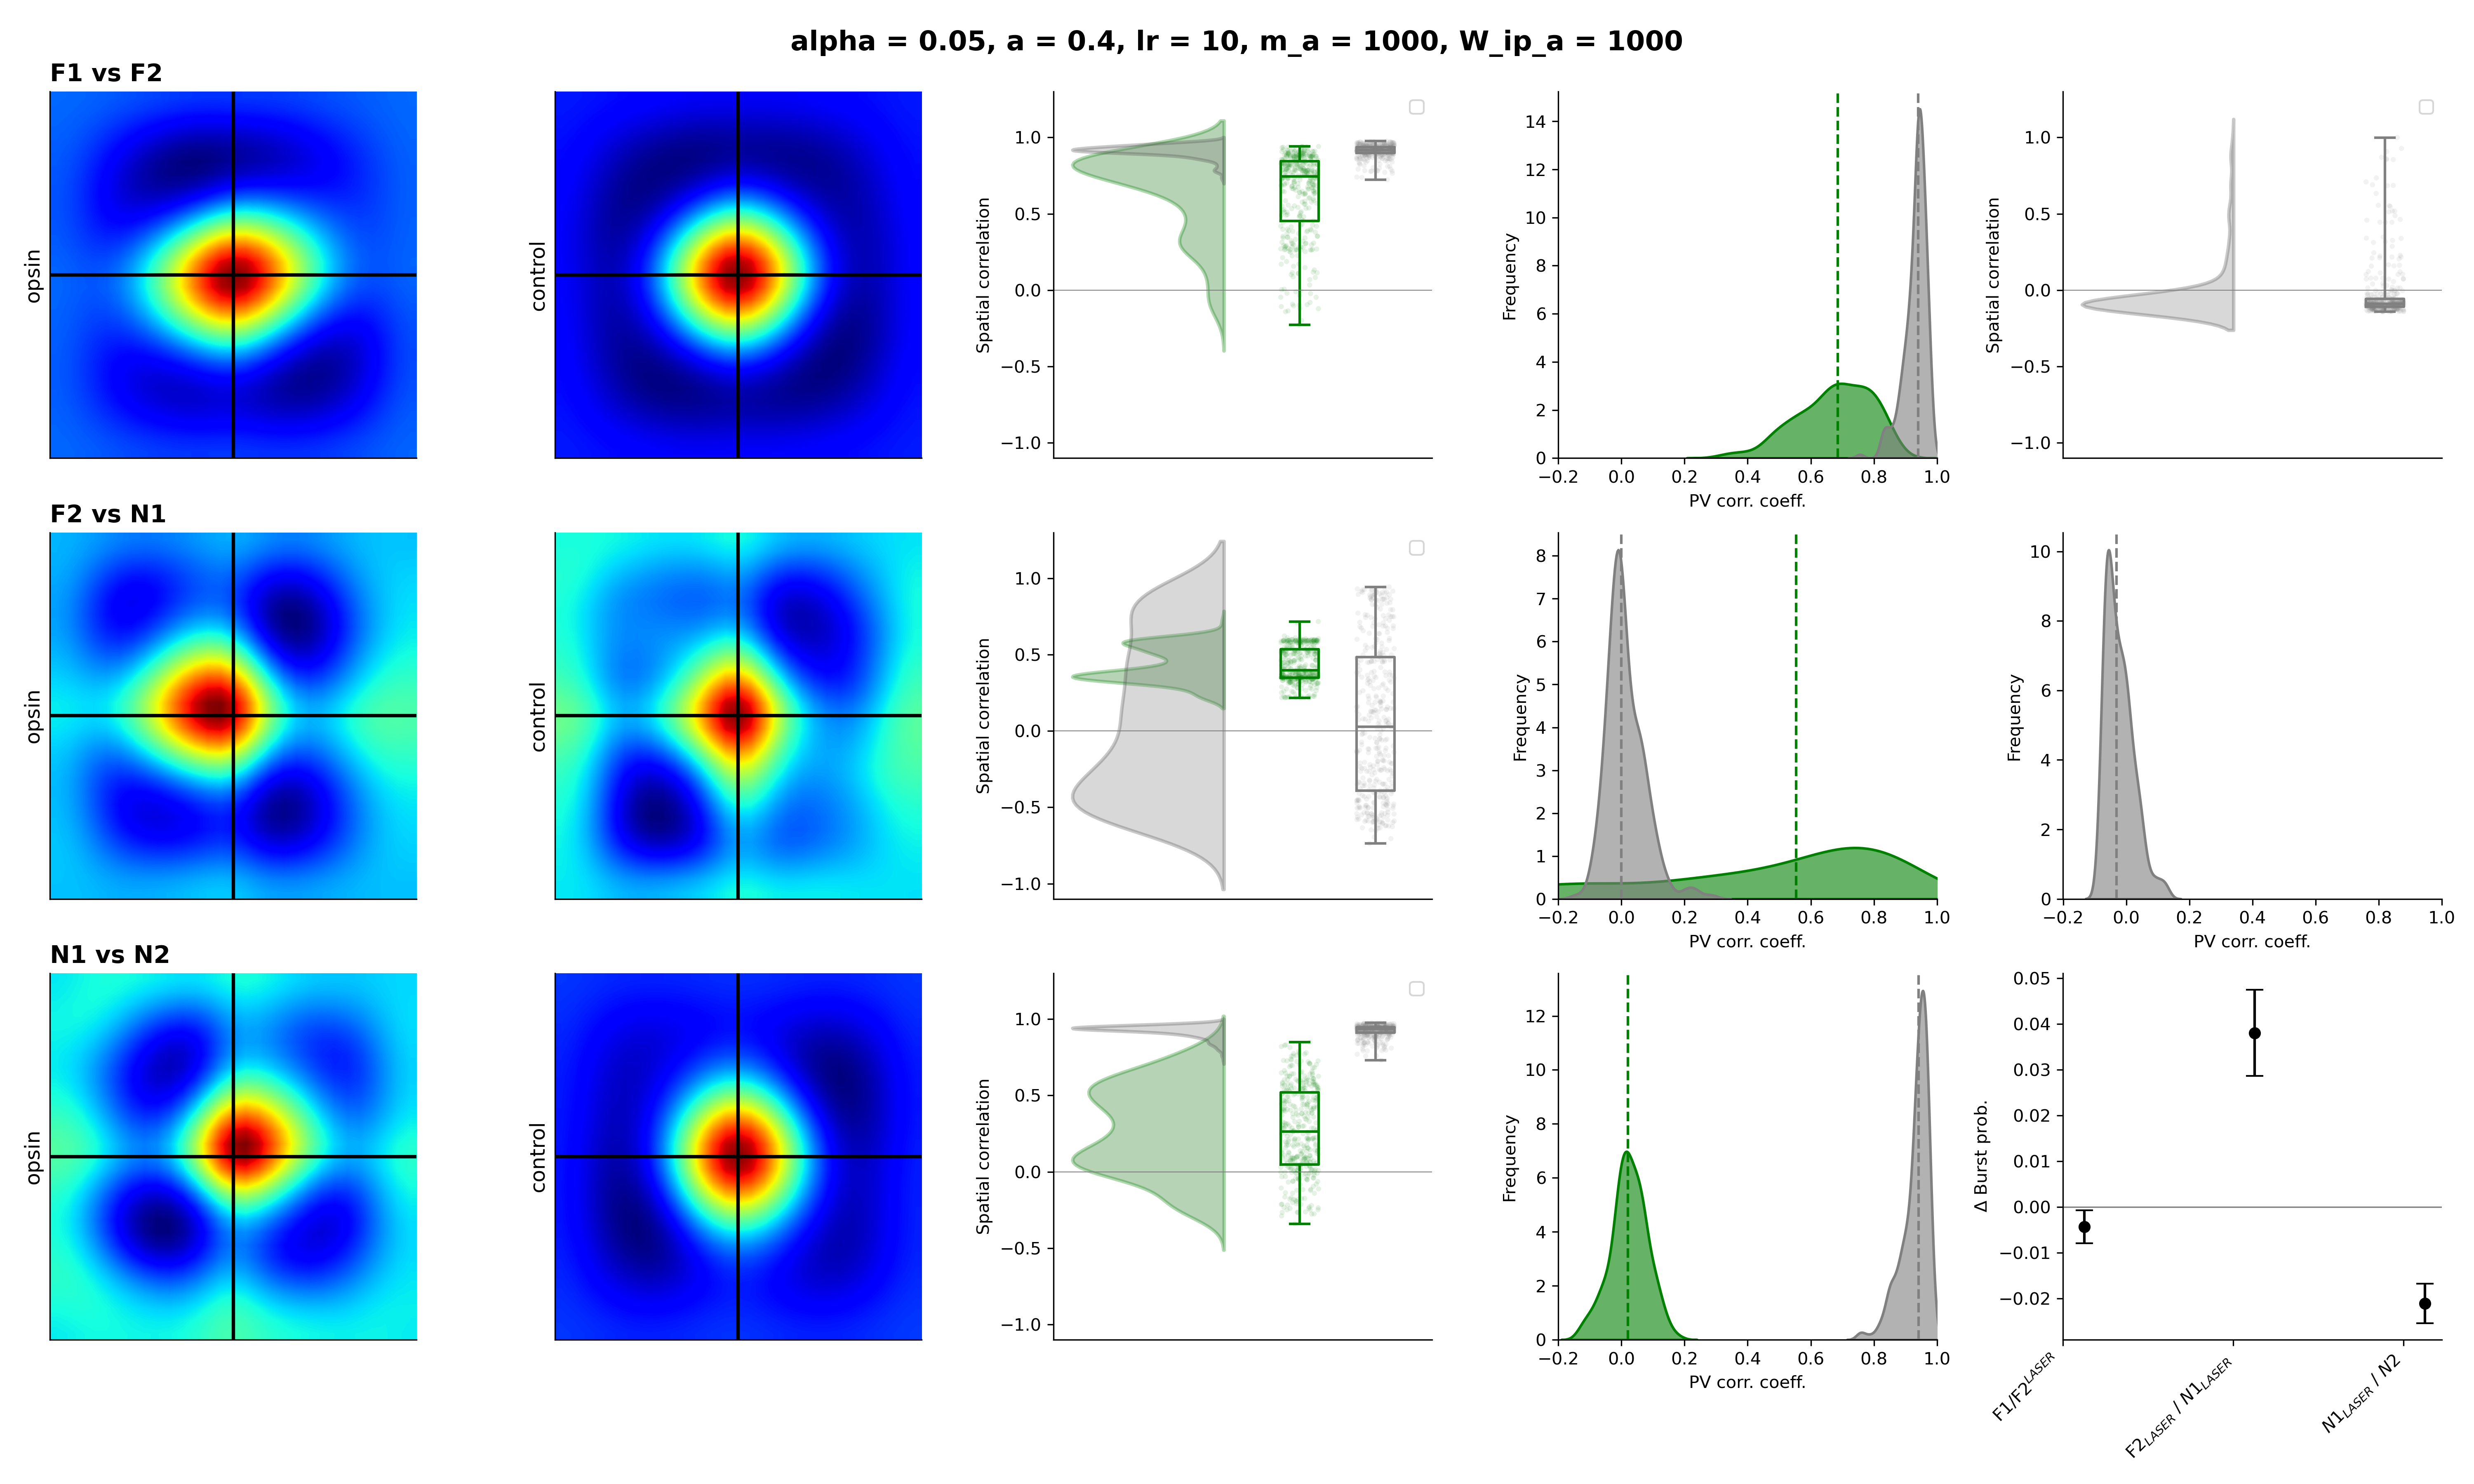 alpha = 0.05, a = 0.4, lr = 10, m_a = 1000, W_ip_a = 1000
F1 vs F2
opsin
control
Spatial correlation
1.0
0.5
0.0
−0.5
−1.0
Frequency
14
12
10
8
6
4
2
0
−0.2 0.0 0.2 0.4 0.6 0.8 1.0
PV corr. coeff.
Spatial correlation
1.0
0.5
0.0
−0.5
−1.0
F2 vs N1
opsin
control
Spatial correlation
1.0
0.5
0.0
−0.5
−1.0
Frequency
8
7
6
5
4
3
2
1
0
−0.2 0.0 0.2 0.4 0.6 0.8 1.0
PV corr. coeff.
Frequency
10
8
6
4
2
0
−0.2 0.0 0.2 0.4 0.6 0.8 1.0
PV corr. coeff.
N1 vs N2
opsin
control
Spatial correlation
1.0
0.5
0.0
−0.5
−1.0
Frequency
12
10
8
6
4
2
0
−0.2 0.0 0.2 0.4 0.6 0.8 1.0
PV corr. coeff.
Δ Burst prob.
0.05
0.04
0.03
0.02
0.01
0.00
−0.01
−0.02
F1/F2^LASER
F2_LASER / N1_LASER
N1_LASER / N2